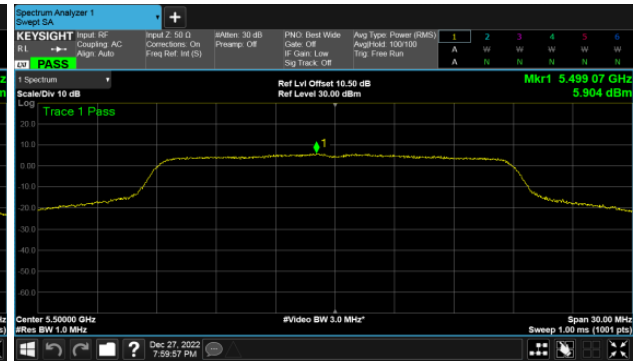 Spectrum Analyzer 1
Swept SA
+
KEYSIGHT Input: RF Input Z: 50 Ω #Atten: 30 dB PNO: Best Wide Avg Type: Power (RMS) 1 2 3 4 5 6
RL Coupling: AC Corrections: On Preamp: Off Gate: Off Avg|Hold: 100/100 A W W W W W
Align: Auto Freq Ref: Int (S) IF Gain: Low Trig: Free Run
LXI PASS Sig Track: Off A N N N N N
1 Spectrum Ref Lvl Offset 10.50 dB Mkr1 5.499 07 GHz
Scale/Div 10 dB Ref Level 30.00 dBm 5.904 dBm
Log
Trace 1 Pass
20.0
10.0
1
0.00
-10.0
-20.0
-30.0
-40.0
-50.0
-60.0
Center 5.50000 GHz #Video BW 3.0 MHz* Span 30.00 MHz
#Res BW 1.0 MHz Sweep 1.00 ms (1001 pts)
? Dec 27, 2022
7:59:57 PM